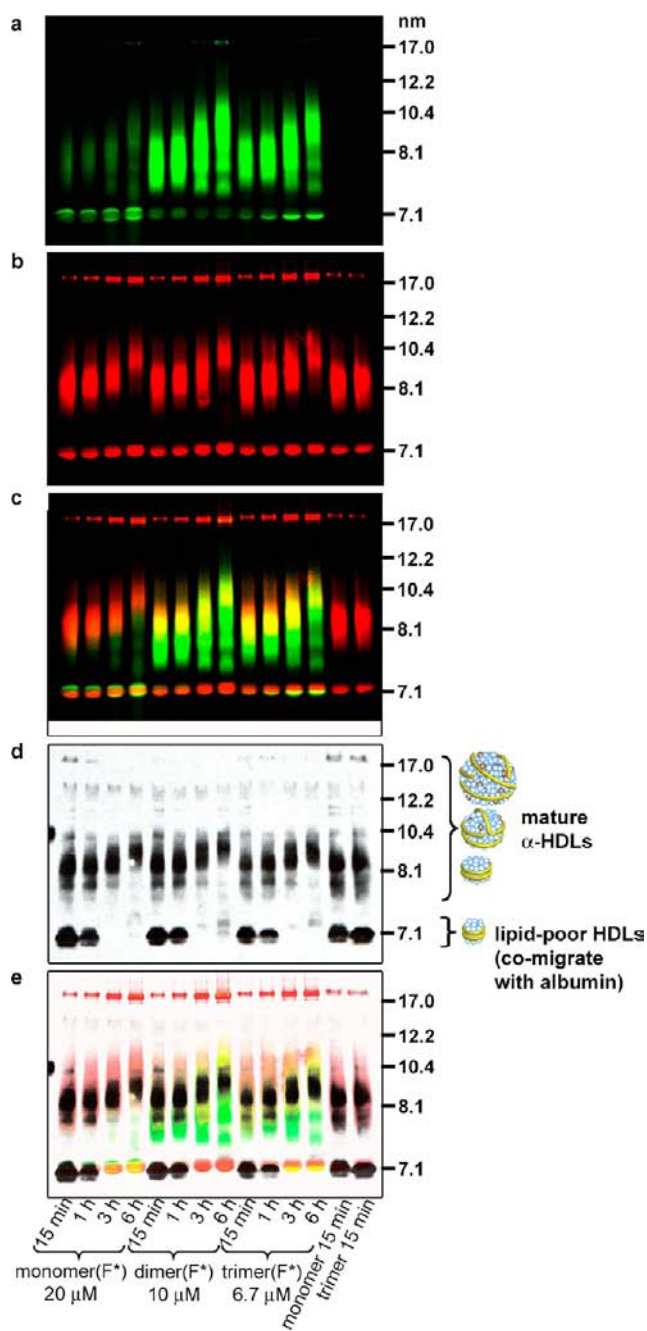 a
nm
17.0
12.2
10.4
8.1
7.1
b
17.0
12.2
10.4
8.1
7.1
c
17.0
12.2
10.4
8.1
7.1
d
17.0
12.2
10.4
8.1
7.1
mature
α-HDLs
lipid-poor HDLs
(co-migrate
with albumin)
e
17.0
12.2
10.4
8.1
7.1
15 min
1 h
3 h
6 h
15 min
1 h
3 h
6 h
15 min
1 h
3 h
6 h
monomer 15 min
trimer 15 min
monomer(F*)
20 μM
dimer(F*)
10 μM
trimer(F*)
6.7 μM